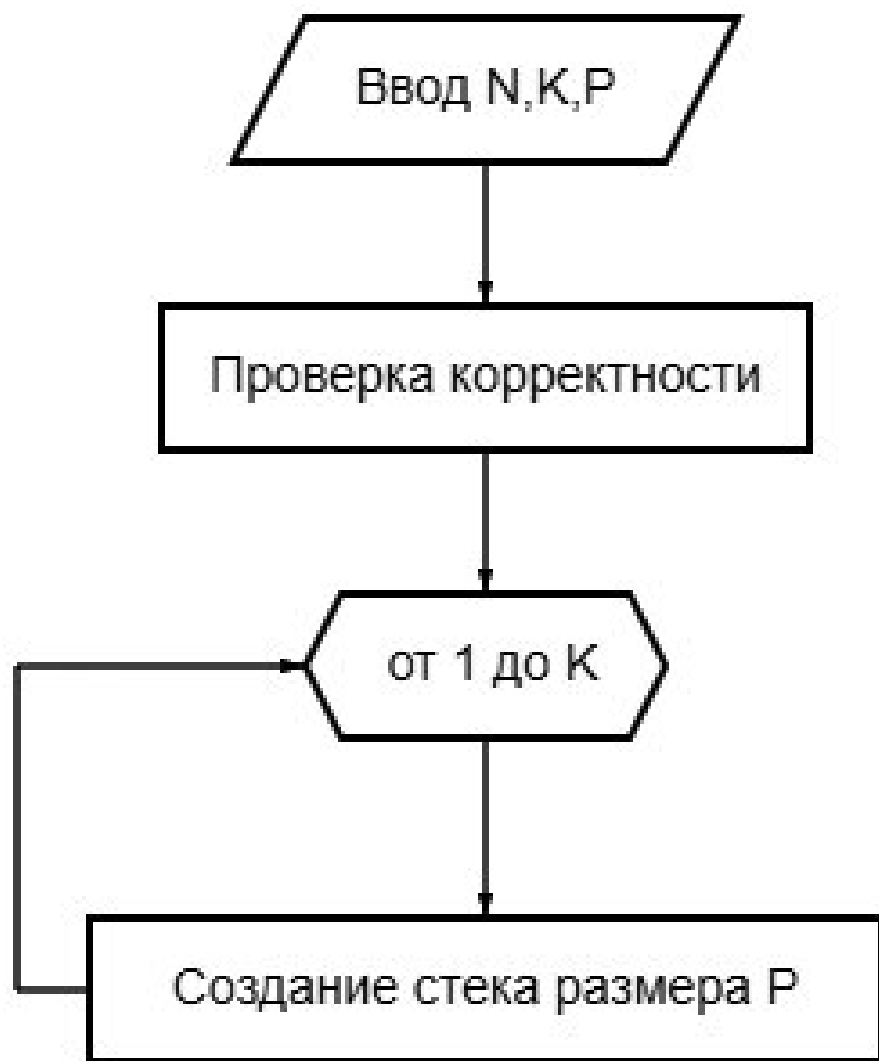 Ввод N,K,P
Проверка корректности
от 1 до K
Создание стека размера P